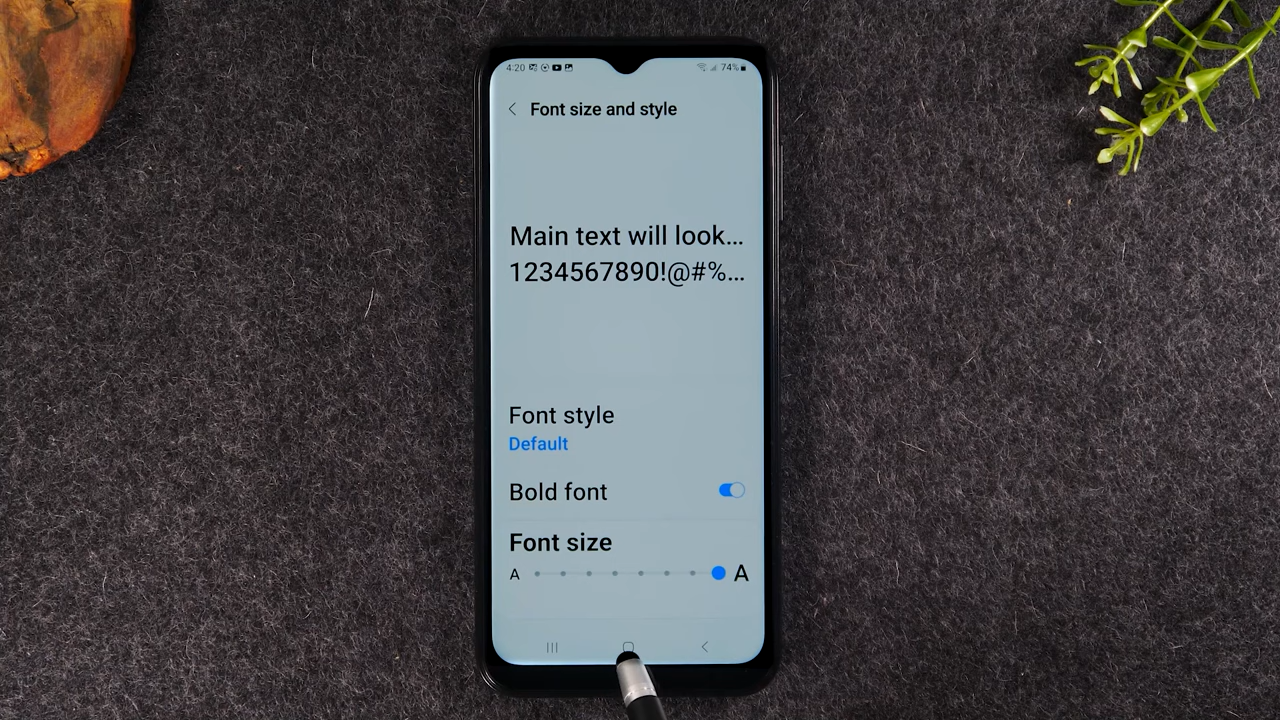 4:20 74%
Font size and style
Main text will look...
1234567890!@#%...
Font style
Default
Bold font
Font size
A A